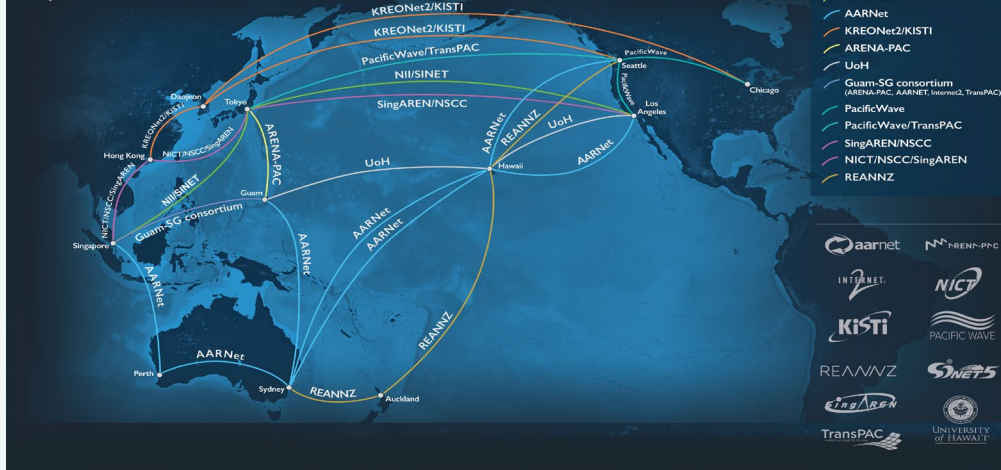 KREONet2/KISTI
KREONet2/KISTI
PacificWave/TransPAC
NII/SINET
SingAREN/NSCC
PacificWave
Seattle
PacificWave
Chicago
Los
Angeles
Daejeon
Tokyo
KREONet2/KISTI
Hong Kong
NICT/NSCC/SingAREN
NICT/NSCC/SingAREN
NII/SINET
ARENA-PAC
AARNet
REANNZ
UoH
AARNet
Hawaii
UoH
Guam
Guam-SG consortium
Singapore
AARNet
AARNet
AARNet
AARNet
AARNet
Perth
Sydney
REANNZ
REANNZ
Auckland
AARNet
KREONet2/KISTI
ARENA-PAC
UoH
Guam-SG consortium
(ARENA-PAC, AARNET, Internet2, TransPAC)
PacificWave
PacificWave/TransPAC
SingAREN/NSCC
NICT/NSCC/SingAREN
REANNZ
aarnet
ARENA-PAC
INTERNET
2
NICT
KiSTi
PACIFIC WAVE
REANNZ
SINET5
SingAREN
TransPAC
UNIVERSITY
of HAWAI'I